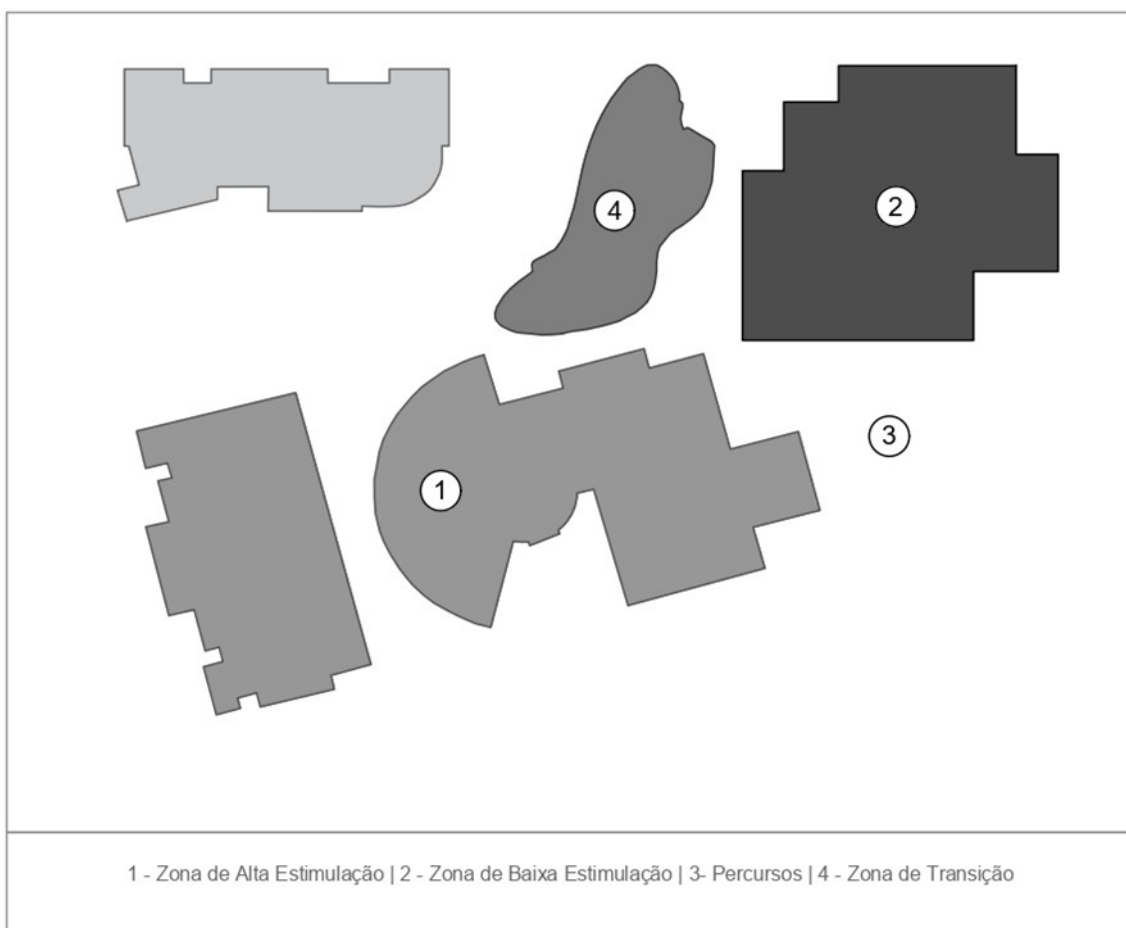 4
2
3
1
1 - Zona de Alta Estimulação | 2 - Zona de Baixa Estimulação | 3- Percursos | 4 - Zona de Transição